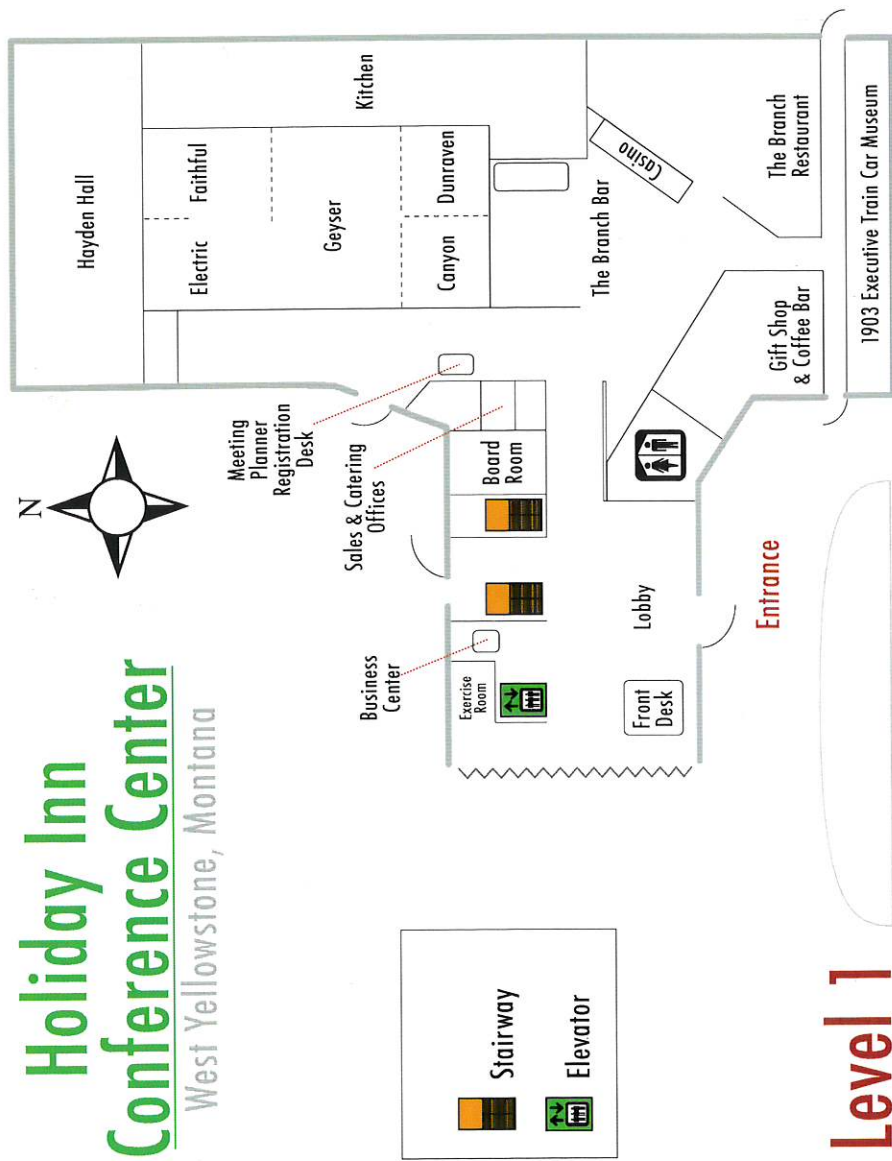 Holiday Inn
Conference Center
West Yellowstone, Montana
N
Hayden Hall
Kitchen
Electric
Faithful
Geyser
Canyon
Dunraven
Meeting
Planner
Registration
Desk
Sales & Catering
Offices
Board
Room
The Branch Bar
Casino
The Branch
Restaurant
Gift Shop
& Coffee Bar
1903 Executive Train Car Museum
Business
Center
Exercise
Room
Lobby
Front
Desk
Entrance
Stairway
Elevator
Level 1